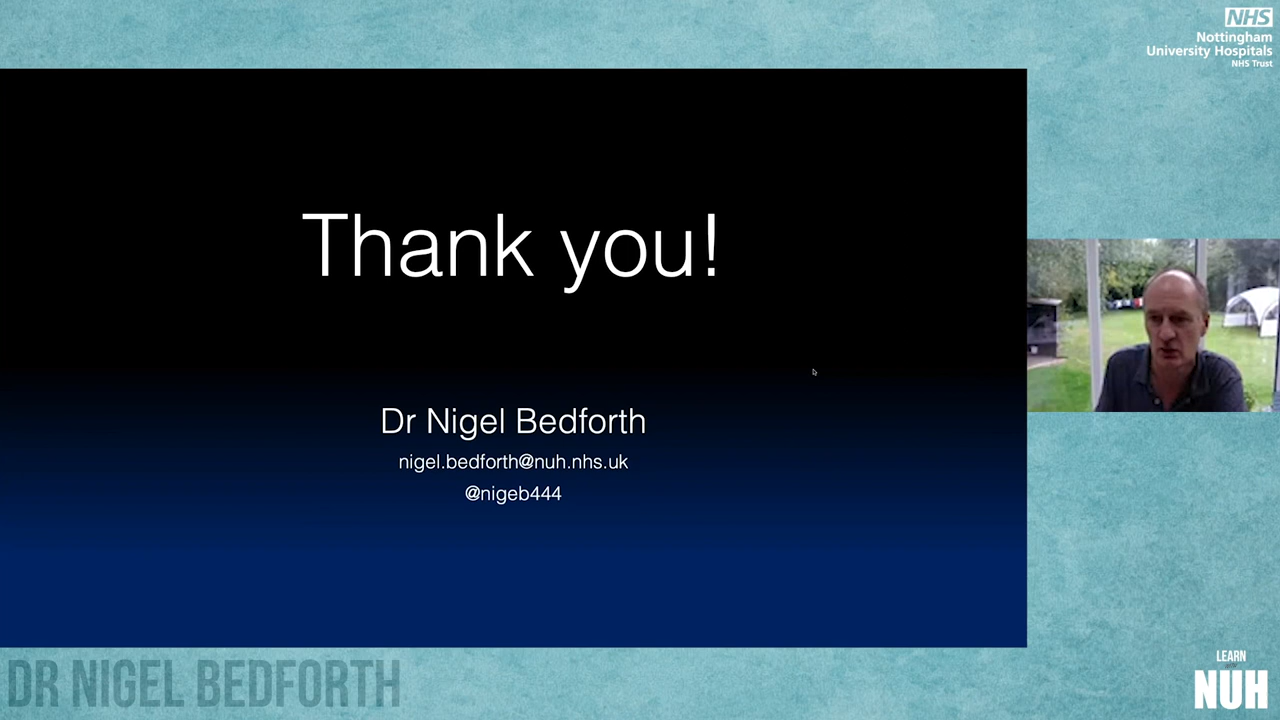 NHS
Nottingham
University Hospitals
NHS Trust
Thank you!
Dr Nigel Bedforth
nigel.bedforth@nuh.nhs.uk
@nigeb444
DR NIGEL BEDFORTH
LEARN
NUH